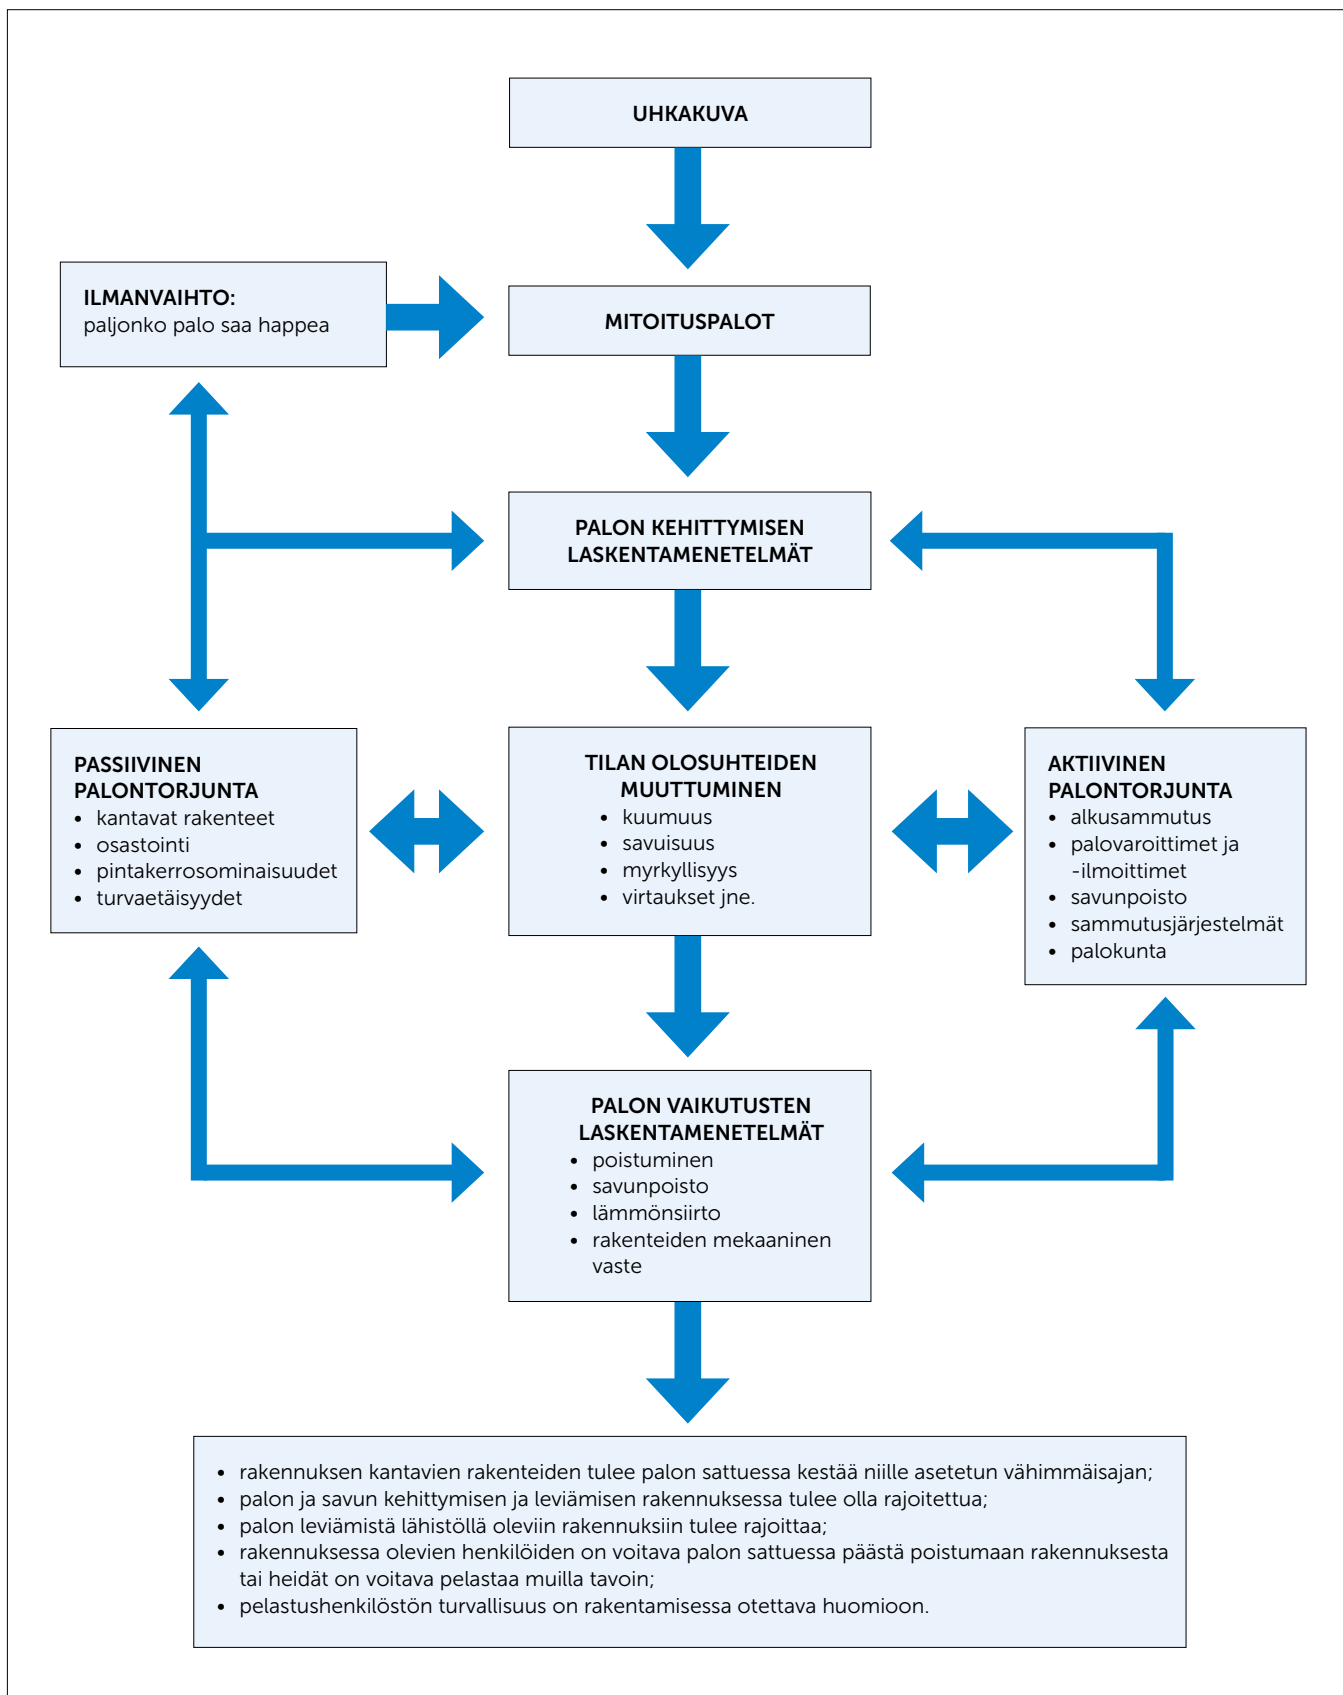 UHKAKUVA
ILMANVAIHTO:
paljonko palo saa happea
MITOITUSPALOT
PALON KEHITTYMISEN
LASKENTAMENETELMÄT
PASSIIVINEN
PALONTORJUNTA
• kantavat rakenteet
• osastointi
• pintakerrosominaisuudet
• turvaetäisyydet
TILAN OLOSUHTEIDEN
MUUTTUMINEN
• kuumuus
• savuisuus
• myrkyllisyys
• virtaukset jne.
AKTIIVINEN
PALONTORJUNTA
• alkusammutus
• palovaroittimet ja
-ilmoittimet
• savunpoisto
• sammutusjärjestelmät
• palokunta
PALON VAIKUTUSTEN
LASKENTAMENETELMÄT
• poistuminen
• savunpoisto
• lämmönsiirto
• rakenteiden mekaaninen
vaste
• rakennuksen kantavien rakenteiden tulee palon sattuessa kestää niille asetetun vähimmäisajan;
• palon ja savun kehittymisen ja leviämisen rakennuksessa tulee olla rajoitettua;
• palon leviämistä lähistöllä oleviin rakennuksiin tulee rajoittaa;
• rakennuksessa olevien henkilöiden on voitava palon sattuessa päästä poistumaan rakennuksesta
tai heidät on voitava pelastaa muilla tavoin;
• pelastushenkilöstön turvallisuus on rakentamisessa otettava huomioon.